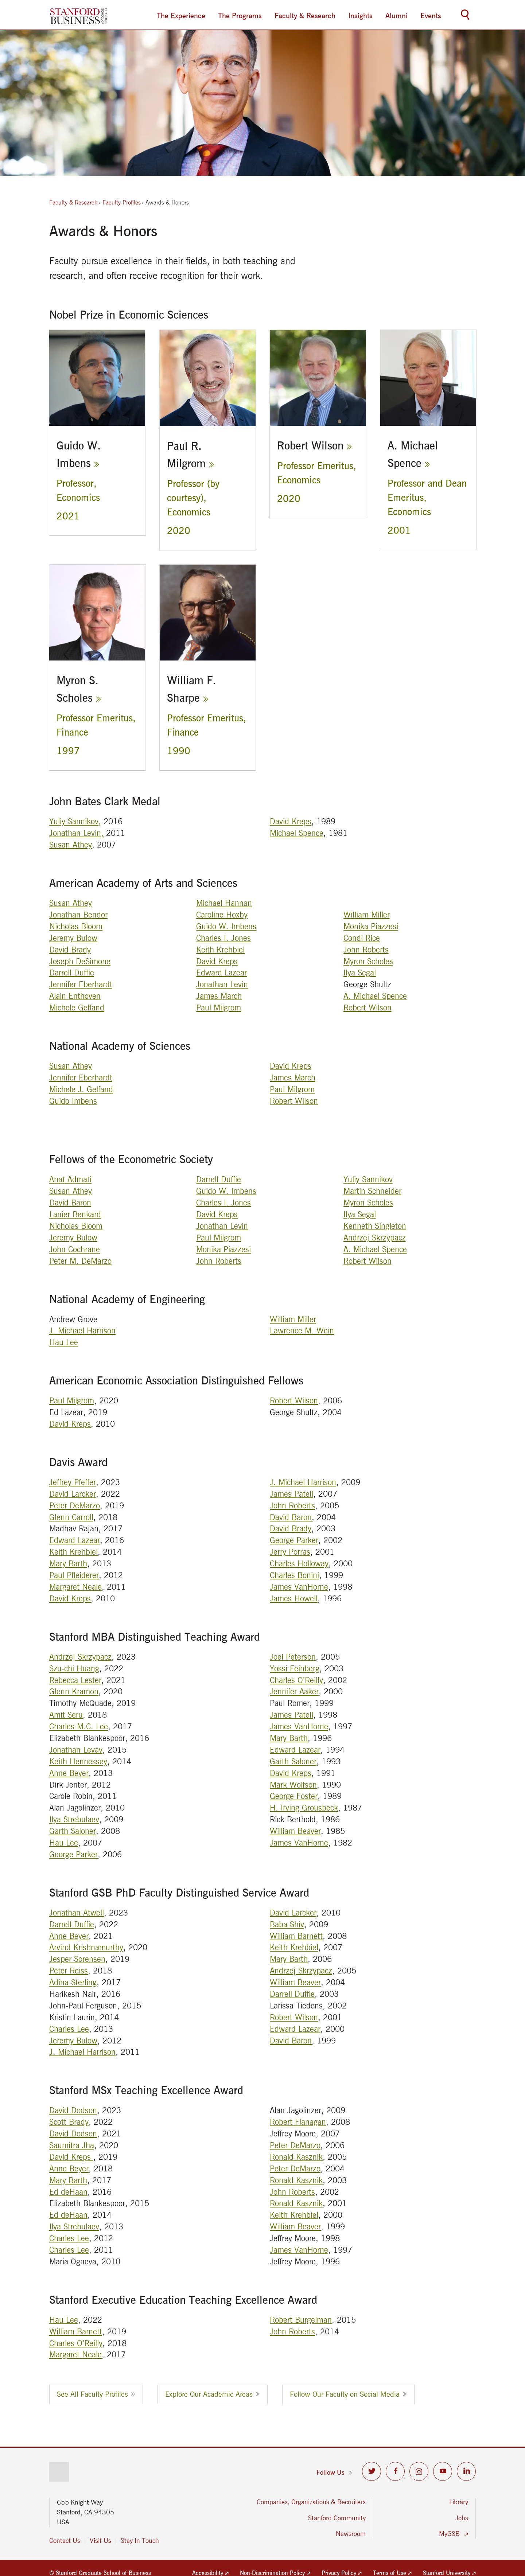 STANFORD
BUSINESS
The Experience
The Programs
Faculty & Research
Insights
Alumni
Events
Faculty & Research › Faculty Profiles › Awards & Honors
Awards & Honors
Faculty pursue excellence in their fields, in both teaching and
research, and often receive recognition for their work.
Nobel Prize in Economic Sciences
Guido W.
Imbens »
Professor,
Economics
2021
Paul R.
Milgrom »
Professor (by
courtesy),
Economics
2020
Robert Wilson »
Professor Emeritus,
Economics
2020
A. Michael
Spence »
Professor and Dean
Emeritus,
Economics
2001
Myron S.
Scholes »
Professor Emeritus,
Finance
1997
William F.
Sharpe »
Professor Emeritus,
Finance
1990
John Bates Clark Medal
Yuliy Sannikov, 2016
Jonathan Levin, 2011
Susan Athey, 2007
David Kreps, 1989
Michael Spence, 1981
American Academy of Arts and Sciences
Susan Athey
Jonathan Bendor
Nicholas Bloom
Jeremy Bulow
David Brady
Joseph DeSimone
Darrell Duffie
Jennifer Eberhardt
Alain Enthoven
Michele Gelfand
Michael Hannan
Caroline Hoxby
Guido W. Imbens
Charles I. Jones
Keith Krehbiel
David Kreps
Edward Lazear
Jonathan Levin
James March
Paul Milgrom
William Miller
Monika Piazzesi
Condi Rice
John Roberts
Myron Scholes
Ilya Segal
George Shultz
A. Michael Spence
Robert Wilson
National Academy of Sciences
Susan Athey
Jennifer Eberhardt
Michele J. Gelfand
Guido Imbens
David Kreps
James March
Paul Milgrom
Robert Wilson
Fellows of the Econometric Society
Anat Admati
Susan Athey
David Baron
Lanier Benkard
Nicholas Bloom
Jeremy Bulow
John Cochrane
Peter M. DeMarzo
Darrell Duffie
Guido W. Imbens
Charles I. Jones
David Kreps
Jonathan Levin
Paul Milgrom
Monika Piazzesi
John Roberts
Yuliy Sannikov
Martin Schneider
Myron Scholes
Ilya Segal
Kenneth Singleton
Andrzej Skrzypacz
A. Michael Spence
Robert Wilson
National Academy of Engineering
Andrew Grove
J. Michael Harrison
Hau Lee
William Miller
Lawrence M. Wein
American Economic Association Distinguished Fellows
Paul Milgrom, 2020
Ed Lazear, 2019
David Kreps, 2010
Robert Wilson, 2006
George Shultz, 2004
Davis Award
Jeffrey Pfeffer, 2023
David Larcker, 2022
Peter DeMarzo, 2019
Glenn Carroll, 2018
Madhav Rajan, 2017
Edward Lazear, 2016
Keith Krehbiel, 2014
Mary Barth, 2013
Paul Pfleiderer, 2012
Margaret Neale, 2011
David Kreps, 2010
J. Michael Harrison, 2009
James Patell, 2007
John Roberts, 2005
David Baron, 2004
David Brady, 2003
George Parker, 2002
Jerry Porras, 2001
Charles Holloway, 2000
Charles Bonini, 1999
James VanHorne, 1998
James Howell, 1996
Stanford MBA Distinguished Teaching Award
Andrzej Skrzypacz, 2023
Szu-chi Huang, 2022
Rebecca Lester, 2021
Glenn Kramon, 2020
Timothy McQuade, 2019
Amit Seru, 2018
Charles M.C. Lee, 2017
Elizabeth Blankespoor, 2016
Jonathan Levav, 2015
Keith Hennessey, 2014
Anne Beyer, 2013
Dirk Jenter, 2012
Carole Robin, 2011
Alan Jagolinzer, 2010
Ilya Strebulaev, 2009
Garth Saloner, 2008
Hau Lee, 2007
George Parker, 2006
Joel Peterson, 2005
Yossi Feinberg, 2003
Charles O'Reilly, 2002
Jennifer Aaker, 2000
Paul Romer, 1999
James Patell, 1998
James VanHorne, 1997
Mary Barth, 1996
Edward Lazear, 1994
Garth Saloner, 1993
David Kreps, 1991
Mark Wolfson, 1990
George Foster, 1989
H. Irving Grousbeck, 1987
Rick Berthold, 1986
William Beaver, 1985
James VanHorne, 1982
Stanford GSB PhD Faculty Distinguished Service Award
Jonathan Atwell, 2023
Darrell Duffie, 2022
Anne Beyer, 2021
Arvind Krishnamurthy, 2020
Jesper Sorensen, 2019
Peter Reiss, 2018
Adina Sterling, 2017
Harikesh Nair, 2016
John-Paul Ferguson, 2015
Kristin Laurin, 2014
Charles Lee, 2013
Jeremy Bulow, 2012
J. Michael Harrison, 2011
David Larcker, 2010
Baba Shiv, 2009
William Barnett, 2008
Keith Krehbiel, 2007
Mary Barth, 2006
Andrzej Skrzypacz, 2005
William Beaver, 2004
Darrell Duffie, 2003
Larissa Tiedens, 2002
Robert Wilson, 2001
Edward Lazear, 2000
David Baron, 1999
Stanford MSx Teaching Excellence Award
David Dodson, 2023
Scott Brady, 2022
David Dodson, 2021
Saumitra Jha, 2020
David Kreps , 2019
Anne Beyer, 2018
Mary Barth, 2017
Ed deHaan, 2016
Elizabeth Blankespoor, 2015
Ed deHaan, 2014
Ilya Strebulaev, 2013
Charles Lee, 2012
Charles Lee, 2011
Maria Ogneva, 2010
Alan Jagolinzer, 2009
Robert Flanagan, 2008
Jeffrey Moore, 2007
Peter DeMarzo, 2006
Ronald Kasznik, 2005
Peter DeMarzo, 2004
Ronald Kasznik, 2003
John Roberts, 2002
Ronald Kasznik, 2001
Keith Krehbiel, 2000
William Beaver, 1999
Jeffrey Moore, 1998
James VanHorne, 1997
Jeffrey Moore, 1996
Stanford Executive Education Teaching Excellence Award
Hau Lee, 2022
William Barnett, 2019
Charles O'Reilly, 2018
Margaret Neale, 2017
Robert Burgelman, 2015
John Roberts, 2014
See All Faculty Profiles »
Explore Our Academic Areas »
Follow Our Faculty on Social Media »
Follow Us >
655 Knight Way
Stanford, CA 94305
USA
Contact Us
Visit Us
Stay In Touch
Companies, Organizations & Recruiters
Stanford Community
Newsroom
Library
Jobs
MyGSB ↗
© Stanford Graduate School of Business
Accessibility ↗
Non-Discrimination Policy ↗
Privacy Policy ↗
Terms of Use ↗
Stanford University ↗